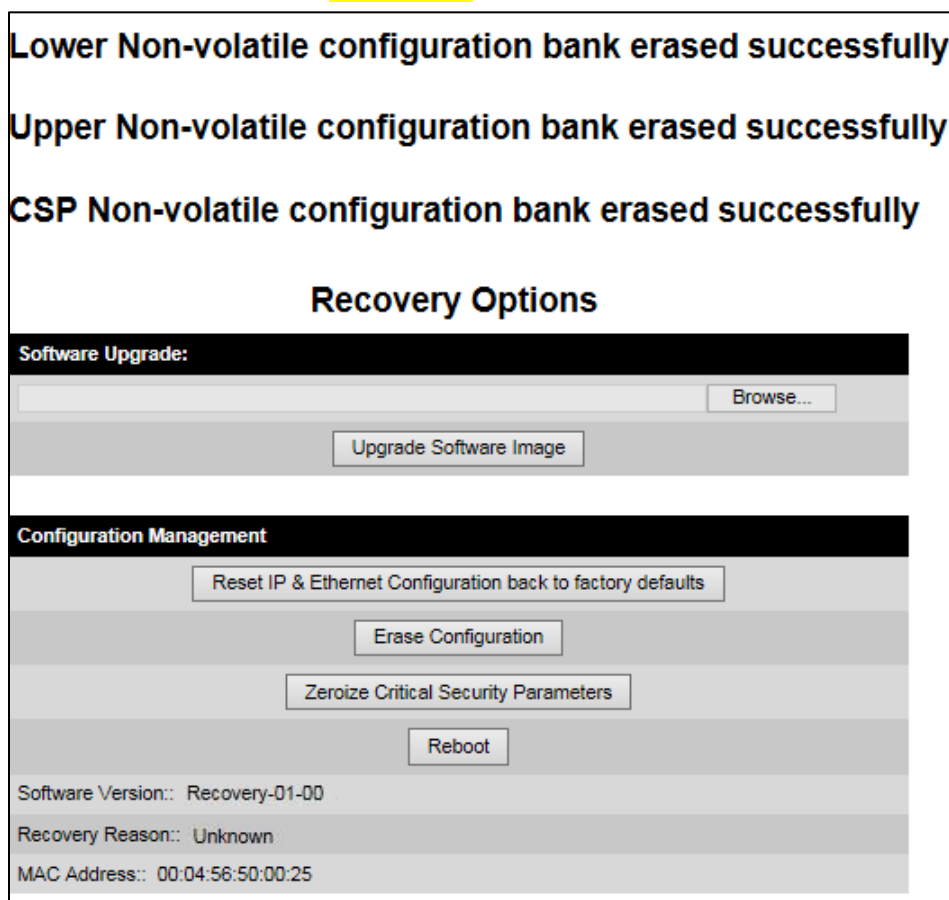 Lower Non-volatile configuration bank erased successfully
Upper Non-volatile configuration bank erased successfully
CSP Non-volatile configuration bank erased successfully
Recovery Options
Software Upgrade:
Browse...
Upgrade Software Image
Configuration Management
Reset IP & Ethernet Configuration back to factory defaults
Erase Configuration
Zeroize Critical Security Parameters
Reboot
Software Version:: Recovery-01-00
Recovery Reason:: Unknown
MAC Address:: 00:04:56:50:00:25